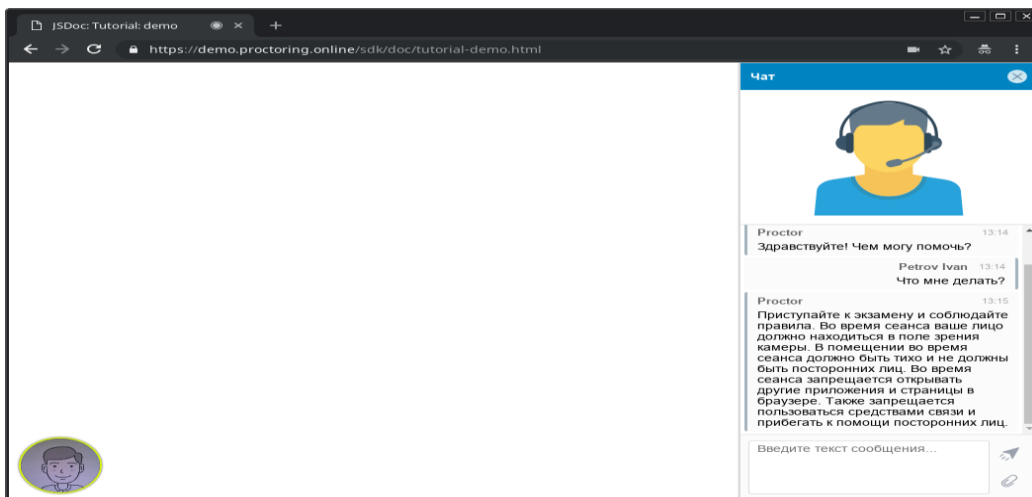 JSDoc: Tutorial: demo
https://demo.proctoring.online/sdk/doc/tutorial-demo.html
Чат
Proctor 13:14
Здравствуйте! Чем могу помочь?
Petrov Ivan 13:14
Что мне делать?
Proctor 13:15
Приступайте к экзамену и соблюдайте
правила. Во время сеанса ваше лицо
должно находиться в поле зрения
камеры. В помещении во время
сеанса должно быть тихо и не должны
быть посторонних лиц. Во время
сеанса запрещается открывать
другие приложения и страницы в
браузере. Также запрещается
пользоваться средствами связи и
прибегать к помощи посторонних лиц.
Введите текст сообщения...